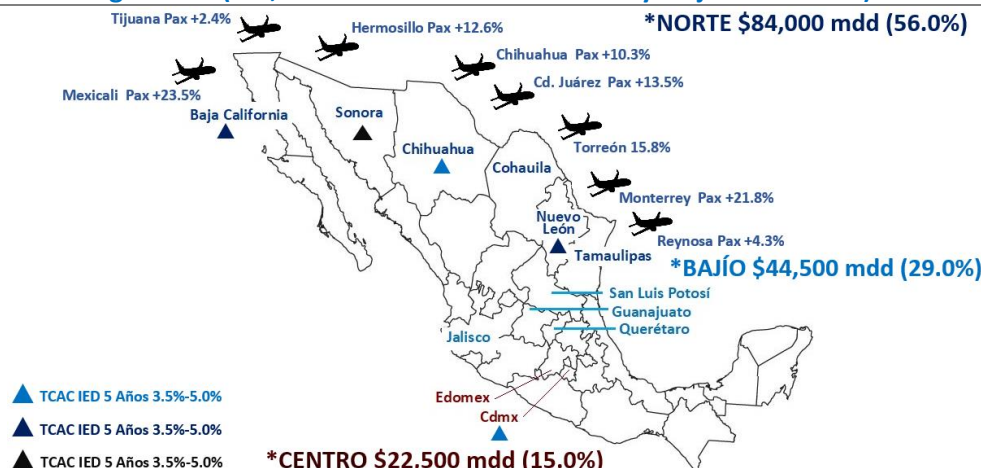 Tijuana Pax +2.4%
Hermosillo Pax +12.6%
*NORTE $84,000 mdd (56.0%)
Chihuahua Pax +10.3%
Cd. Juárez Pax +13.5%
Mexicali Pax +23.5%
Baja California
Sonora
Chihuahua
Torreón 15.8%
Cohauila
Monterrey Pax +21.8%
Nuevo
León
Reynosa Pax +4.3%
Tamaulipas
*BAJÍO $44,500 mdd (29.0%)
San Luis Potosí
Guanajuato
Querétaro
Jalisco
Edomex
Cdmx
TCAC IED 5 Años 3.5%-5.0%
TCAC IED 5 Años 3.5%-5.0%
TCAC IED 5 Años 3.5%-5.0%
*CENTRO $22,500 mdd (15.0%)